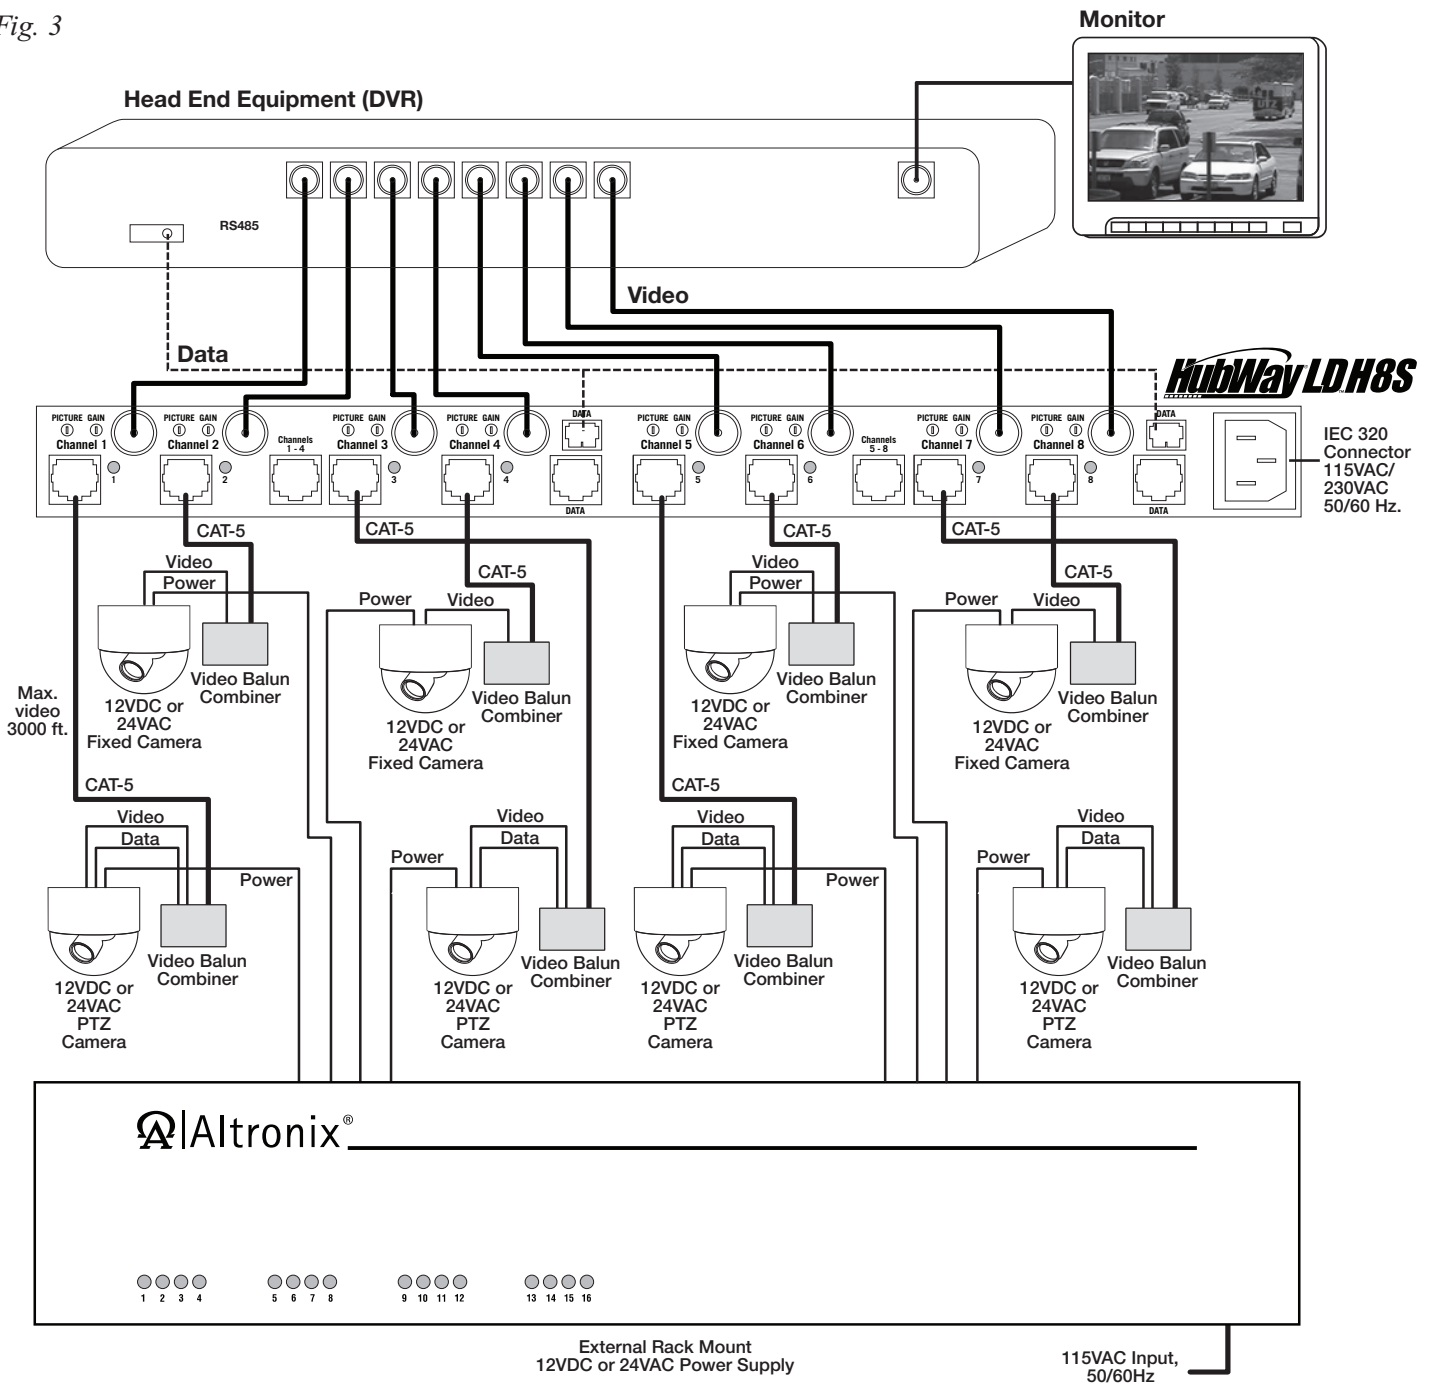 Fig. 3
Monitor
Head End Equipment (DVR)
UTZ
RS485
Video
Data
HubWay LDH8S
PICTURE GAIN
Channel 1
1
PICTURE GAIN
Channel 2
2
Channels
1 - 4
PICTURE GAIN
Channel 3
3
PICTURE GAIN
Channel 4
4
DATA
DATA
PICTURE GAIN
Channel 5
5
PICTURE GAIN
Channel 6
6
Channels
5 - 8
PICTURE GAIN
Channel 7
7
PICTURE GAIN
Channel 8
8
DATA
DATA
IEC 320
Connector
115VAC/
230VAC
50/60 Hz.
CAT-5
Video
Power
Video Balun
Combiner
12VDC or
24VAC
Fixed Camera
CAT-5
CAT-5
Power
Video
Video Balun
Combiner
12VDC or
24VAC
Fixed Camera
CAT-5
Video
Power
Video Balun
Combiner
12VDC or
24VAC
Fixed Camera
CAT-5
CAT-5
Power
Video
Video Balun
Combiner
12VDC or
24VAC
Fixed Camera
Max.
video
3000 ft.
CAT-5
Video
Data
Power
Video Balun
Combiner
12VDC or
24VAC
PTZ
Camera
Video
Data
Power
Video Balun
Combiner
12VDC or
24VAC
PTZ
Camera
CAT-5
Video
Data
Power
Video Balun
Combiner
12VDC or
24VAC
PTZ
Camera
Video
Data
Power
Video Balun
Combiner
12VDC or
24VAC
PTZ
Camera
Altronix®
1 2 3 4 5 6 7 8 9 10 11 12 13 14 15 16
External Rack Mount
12VDC or 24VAC Power Supply
115VAC Input,
50/60Hz